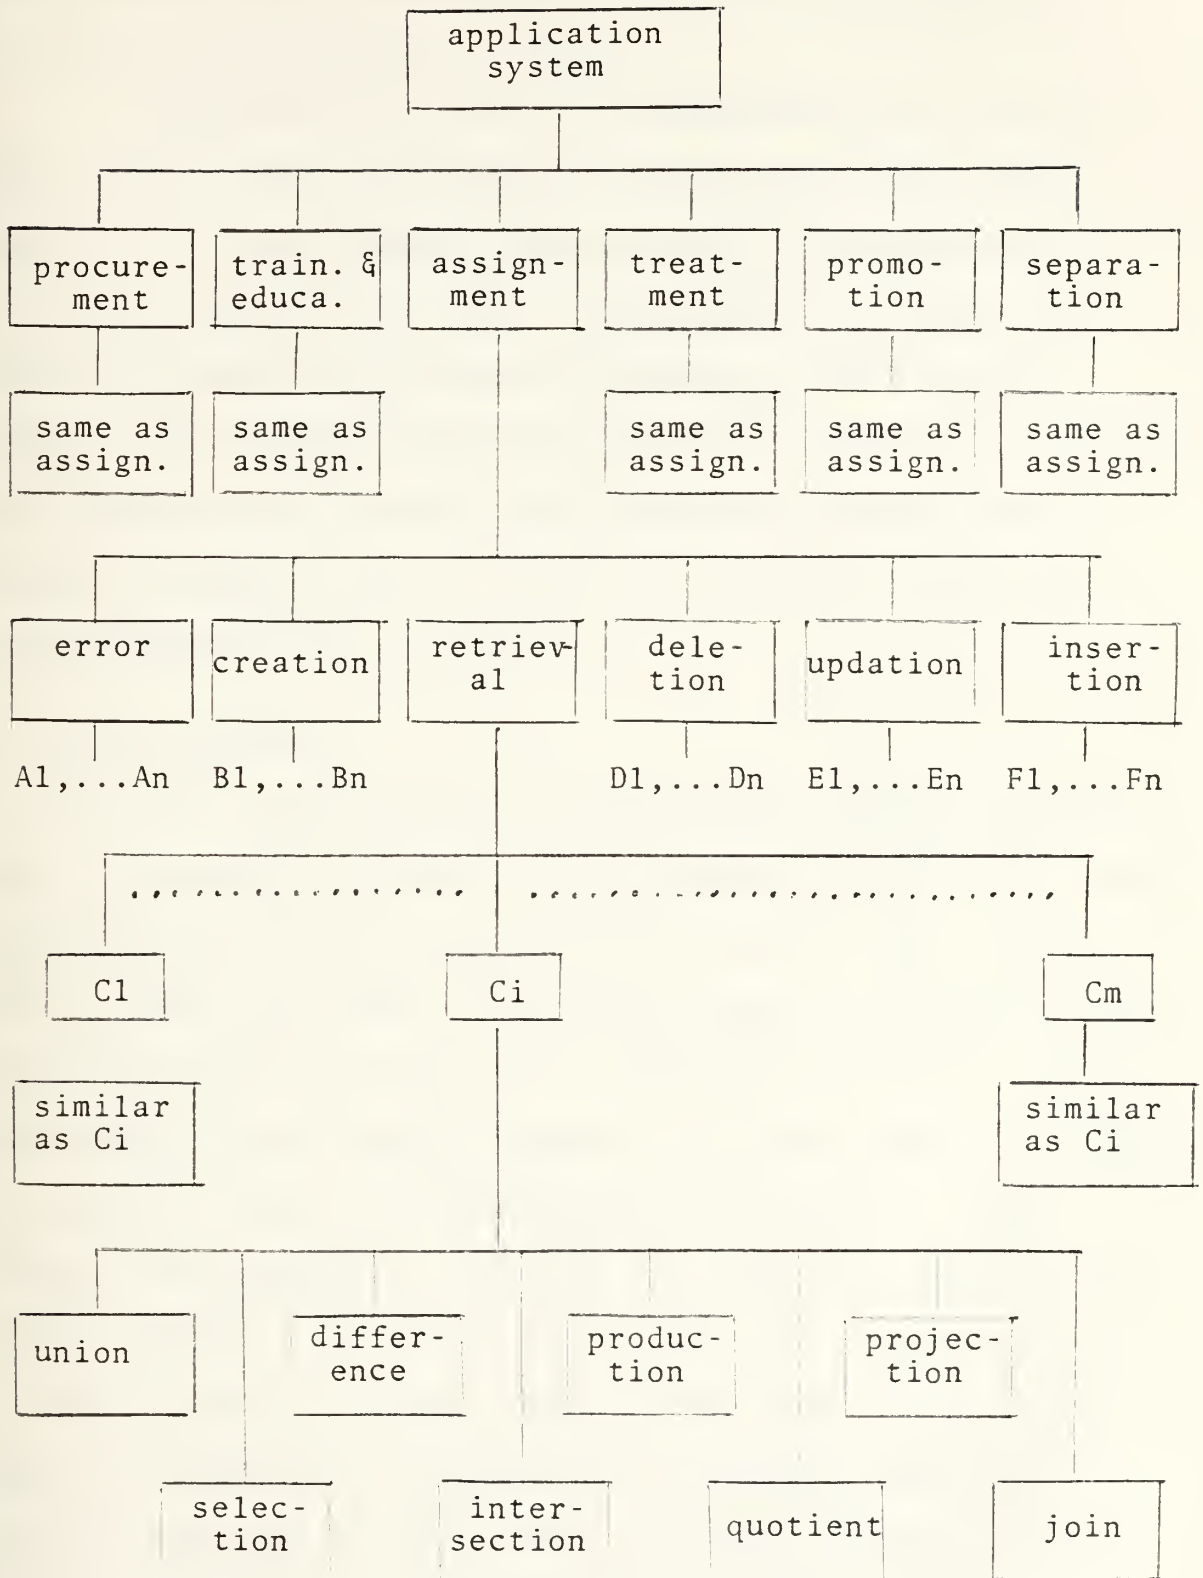 application
system
procure-
ment
train. &
educa.
assign-
ment
treat-
ment
promo-
tion
separa-
tion
same as
assign.
same as
assign.
same as
assign.
same as
assign.
same as
assign.
error
creation
retriev-
al
dele-
tion
updation
inser-
tion
A1,...An
B1,...Bn
D1,...Dn
E1,...En
F1,...Fn
C1
Ci
Cm
similar
as Ci
similar
as Ci
union
differ-
ence
produc-
tion
projec-
tion
selec-
tion
inter-
section
quotient
join